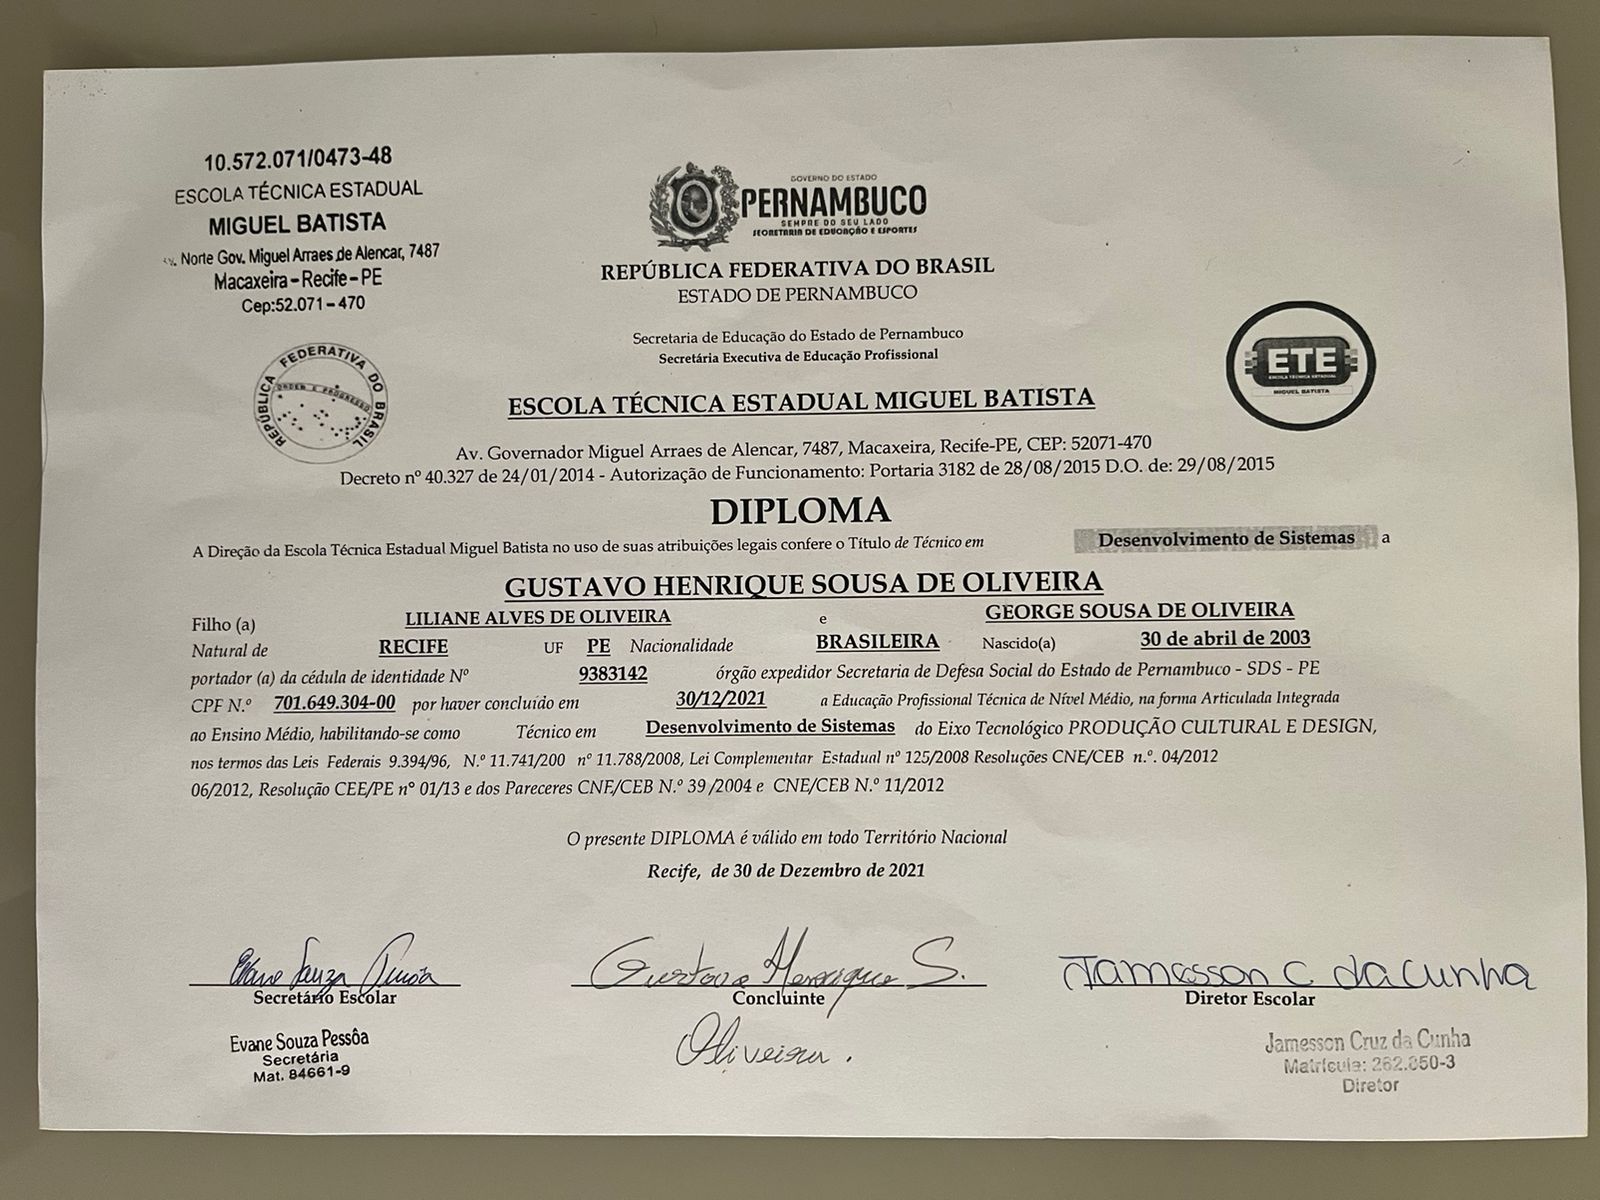 10.572.071/0473-48
ESCOLA TÉCNICA ESTADUAL
MIGUEL BATISTA
Av. Norte Gov. Miguel Arraes de Alencar, 7487
Macaxeira – Recife – PE
Cep:52.071 – 470
REPÚBLICA FEDERATIVA DO BRASIL
ORDEM E PROGRESSO
GOVERNO DO ESTADO
PERNAMBUCO
SEMPRE DO SEU LADO
SECRETARIA DE EDUCAÇÃO E ESPORTES
REPÚBLICA FEDERATIVA DO BRASIL
ESTADO DE PERNAMBUCO
Secretaria de Educação do Estado de Pernambuco
Secretária Executiva de Educação Profissional
ETE
ESCOLA TÉCNICA ESTADUAL
MIGUEL BATISTA
ESCOLA TÉCNICA ESTADUAL MIGUEL BATISTA
Av. Governador Miguel Arraes de Alencar, 7487, Macaxeira, Recife-PE, CEP: 52071-470
Decreto nº 40.327 de 24/01/2014 - Autorização de Funcionamento: Portaria 3182 de 28/08/2015 D.O. de: 29/08/2015
DIPLOMA
A Direção da Escola Técnica Estadual Miguel Batista no uso de suas atribuições legais confere o Título de Técnico em Desenvolvimento de Sistemas a
GUSTAVO HENRIQUE SOUSA DE OLIVEIRA
Filho (a) LILIANE ALVES DE OLIVEIRA e GEORGE SOUSA DE OLIVEIRA
Natural de RECIFE UF PE Nacionalidade BRASILEIRA Nascido(a) 30 de abril de 2003
portador (a) da cédula de identidade Nº 9383142 órgão expedidor Secretaria de Defesa Social do Estado de Pernambuco - SDS - PE
CPF N.º 701.649.304-00 por haver concluído em 30/12/2021 a Educação Profissional Técnica de Nível Médio, na forma Articulada Integrada
ao Ensino Médio, habilitando-se como Técnico em Desenvolvimento de Sistemas do Eixo Tecnológico PRODUÇÃO CULTURAL E DESIGN,
nos termos das Leis Federais 9.394/96, N.º 11.741/200 nº 11.788/2008, Lei Complementar Estadual nº 125/2008 Resoluções CNE/CEB n.º. 04/2012
06/2012, Resolução CEE/PE n° 01/13 e dos Pareceres CNE/CEB N.º 39 /2004 e CNE/CEB N.º 11/2012
O presente DIPLOMA é válido em todo Território Nacional
Recife, de 30 de Dezembro de 2021
Evane Souza Pessôa
Secretário Escolar
Evane Souza Pessôa
Secretária
Mat. 84661-9
Gustavo Henrique S.
Concluinte
Oliveira.
Jamesson C. da Cunha
Diretor Escolar
Jamesson Cruz da Cunha
Matrícula: 262.850-3
Diretor